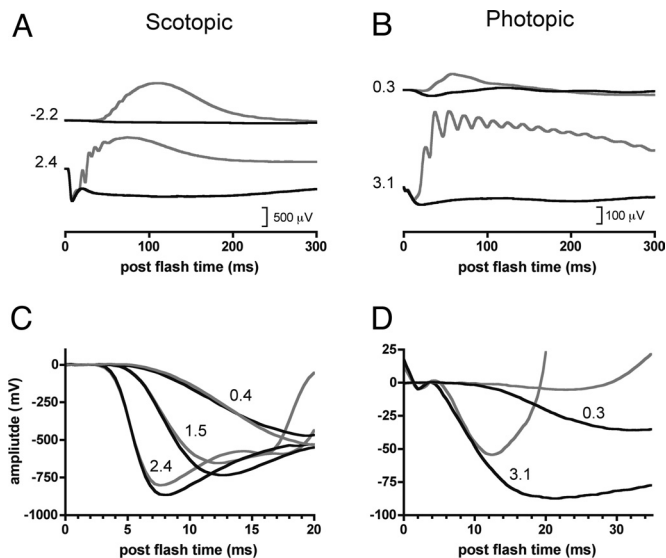 Scotopic
Photopic
A
B
-2.2
2.4
500 µV
0 100 200 300
post flash time (ms)
0.3
3.1
100 µV
0 100 200 300
post flash time (ms)
C
D
ampliutde (mV)
0
-250
-500
-750
-1000
0.4
1.5
2.4
0 5 10 15 20
post flash time (ms)
25
0
-25
-50
-75
-100
0.3
3.1
0 10 20 30
post flash time (ms)